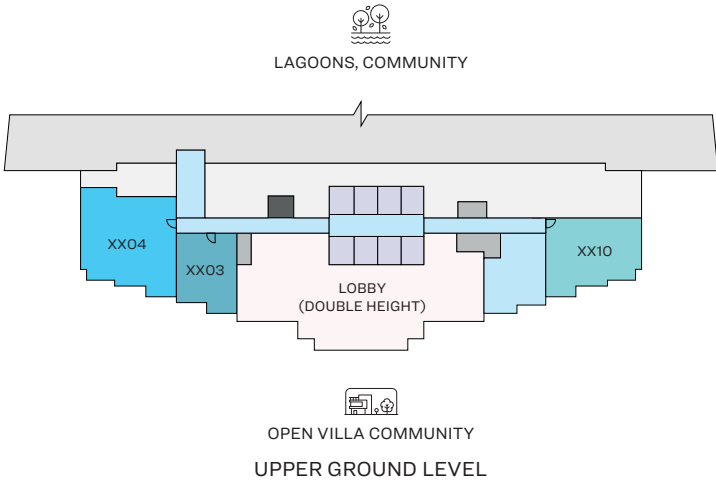 LAGOONS, COMMUNITY
XX04
XX03
LOBBY
(DOUBLE HEIGHT)
XX10
OPEN VILLA COMMUNITY
UPPER GROUND LEVEL